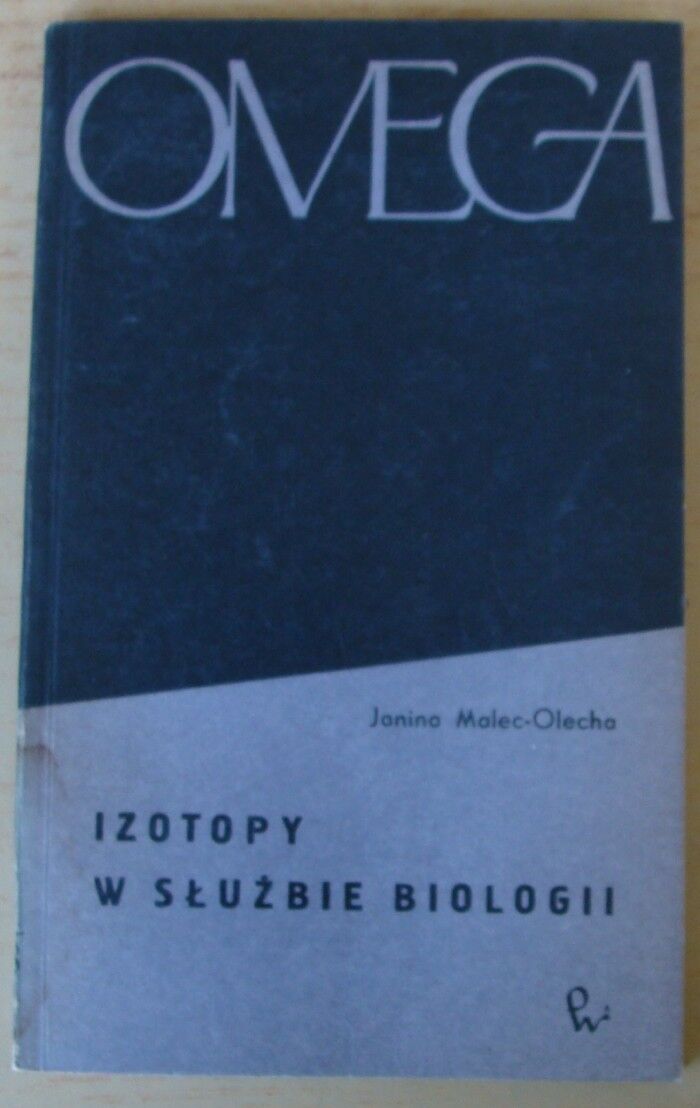 OMEGA
Janina Malec-Olecha
IZOTOPY
W SŁUŻBIE BIOLOGII